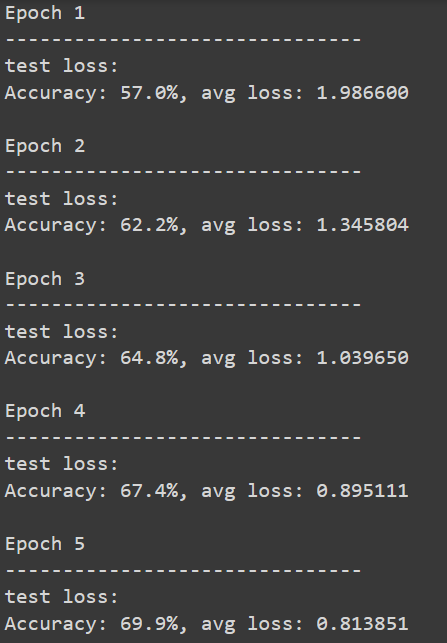 Epoch 1
-------------------------------
test loss:
Accuracy: 57.0%, avg loss: 1.986600
Epoch 2
-------------------------------
test loss:
Accuracy: 62.2%, avg loss: 1.345804
Epoch 3
-------------------------------
test loss:
Accuracy: 64.8%, avg loss: 1.039650
Epoch 4
-------------------------------
test loss:
Accuracy: 67.4%, avg loss: 0.895111
Epoch 5
-------------------------------
test loss:
Accuracy: 69.9%, avg loss: 0.813851